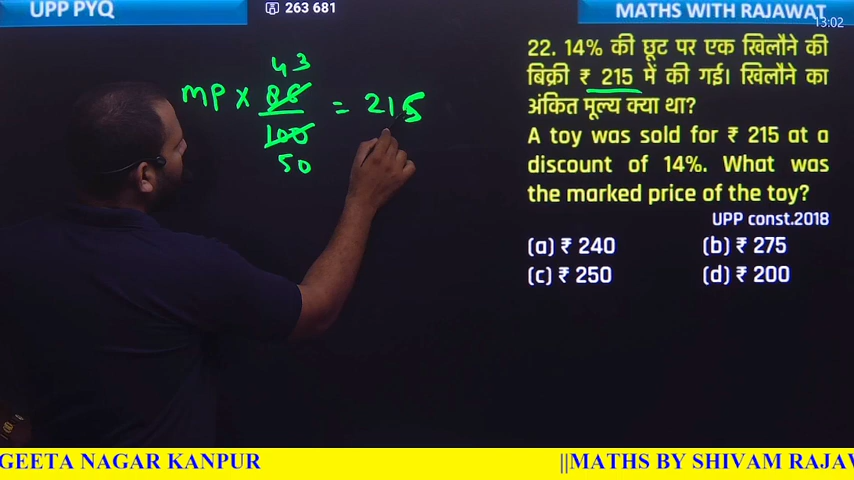 UPP PYQ
263 681
MATHS WITH RAJAWAT
13:02
22. 14% की छूट पर एक खिलौने की
बिक्री ₹ 215 में की गई। खिलौने का
अंकित मूल्य क्या था?
A toy was sold for ₹ 215 at a
discount of 14%. What was
the marked price of the toy?
UPP const.2018
(a) ₹ 240
(b) ₹ 275
(c) ₹ 250
(d) ₹ 200
43
MP × 86 = 215
100
50
GEETA NAGAR KANPUR
||MATHS BY SHIVAM RAJAW